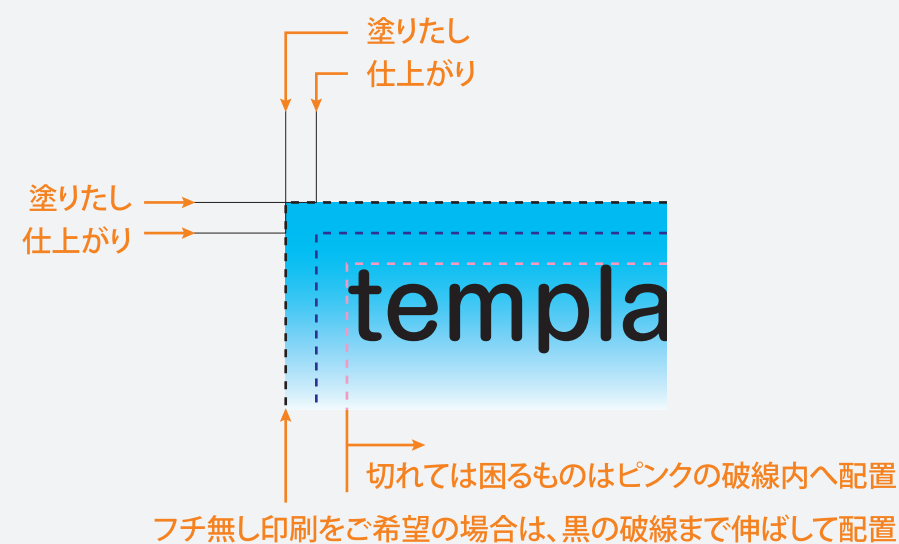 塗りたし
仕上がり
塗りたし
仕上がり
templa
切れては困るものはピンクの破線内へ配置
フチ無し印刷をご希望の場合は、黒の破線まで伸ばして配置